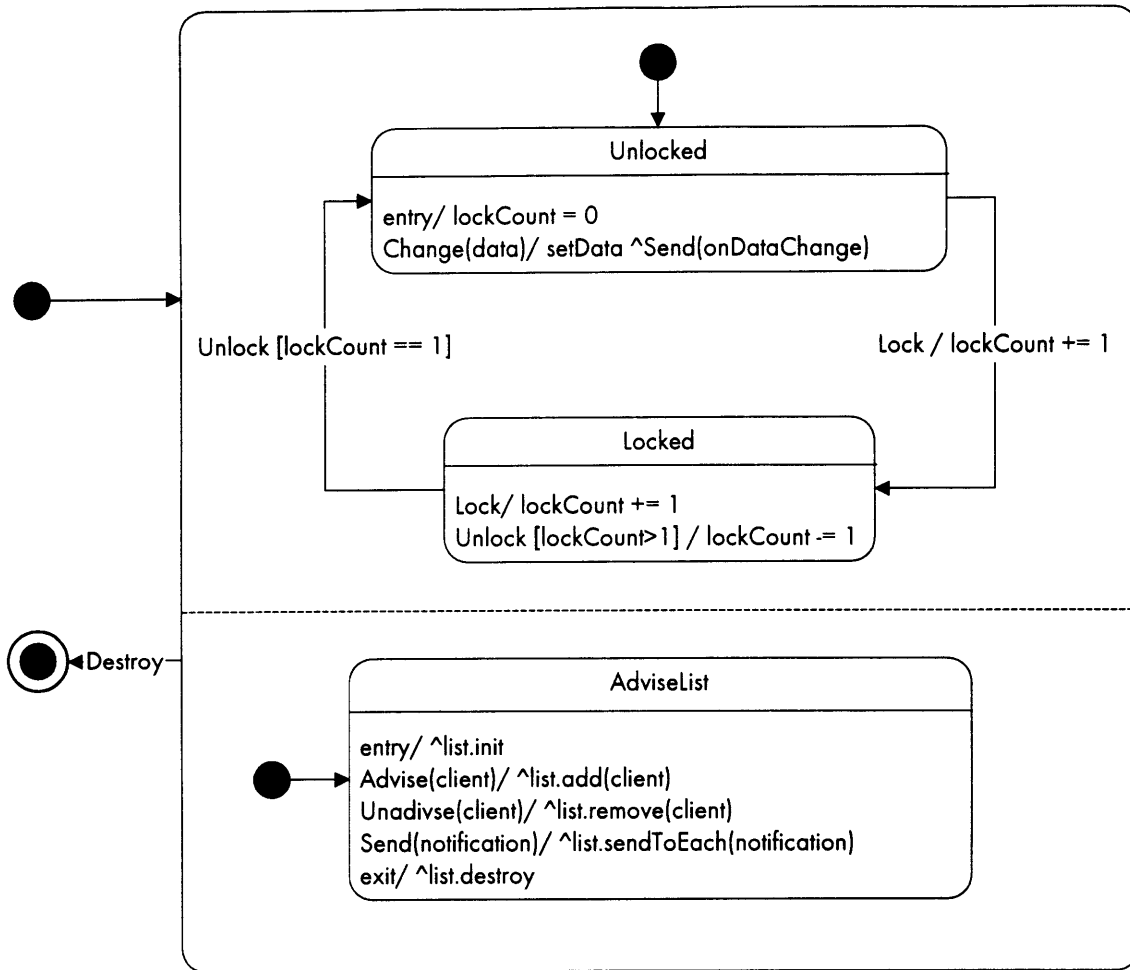 Unlocked
entry/ lockCount = 0
Change(data)/ setData ^Send(onDataChange)
Unlock [lockCount == 1]
Lock / lockCount += 1
Locked
Lock/ lockCount += 1
Unlock [lockCount>1] / lockCount -= 1
Destroy
AdviseList
entry/ ^list.init
Advise(client)/ ^list.add(client)
Unadivse(client)/ ^list.remove(client)
Send(notification)/ ^list.sendToEach(notification)
exit/ ^list.destroy